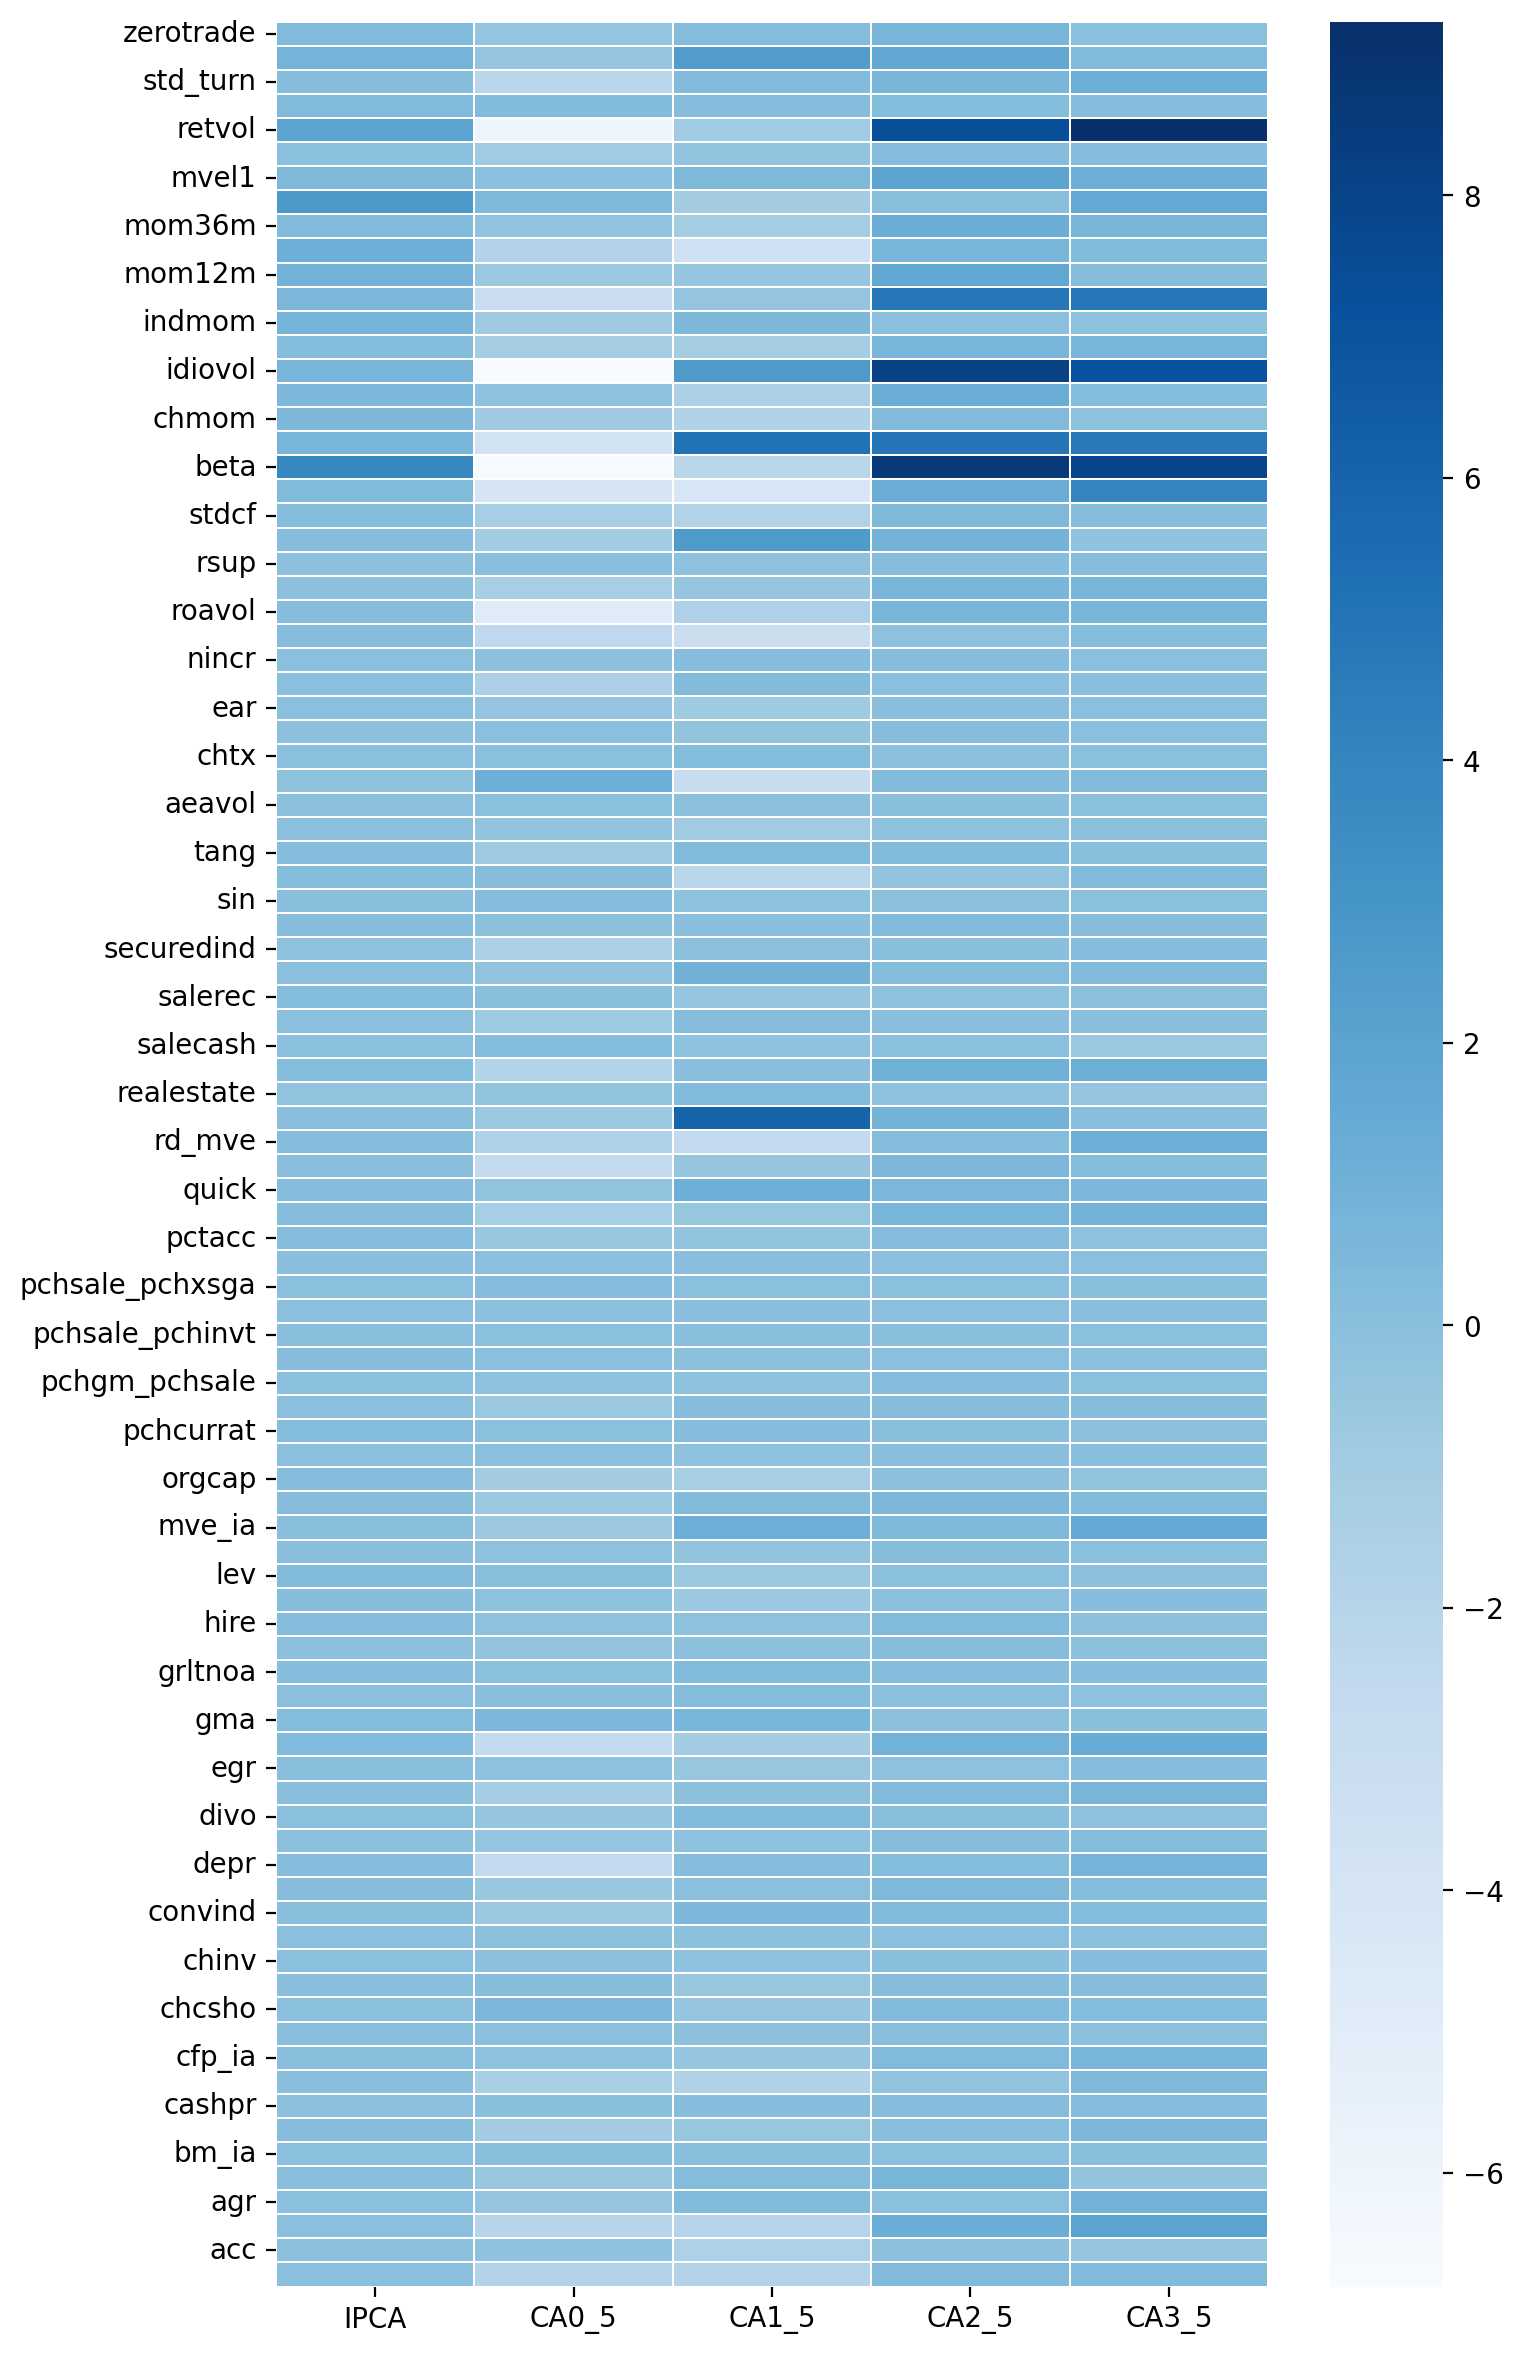 zerotrade
std_turn
retvol
mvel1
mom36m
mom12m
indmom
idiovol
chmom
beta
stdcf
rsup
roavol
nincr
ear
chtx
aeavol
tang
sin
securedind
salerec
salecash
realestate
rd_mve
quick
pctacc
pchsale_pchxsga
pchsale_pchinvt
pchgm_pchsale
pchcurrat
orgcap
mve_ia
lev
hire
grltnoa
gma
egr
divo
depr
convind
chinv
chcsho
cfp_ia
cashpr
bm_ia
agr
acc
IPCA CA0_5 CA1_5 CA2_5 CA3_5
8
6
4
2
0
−2
−4
−6